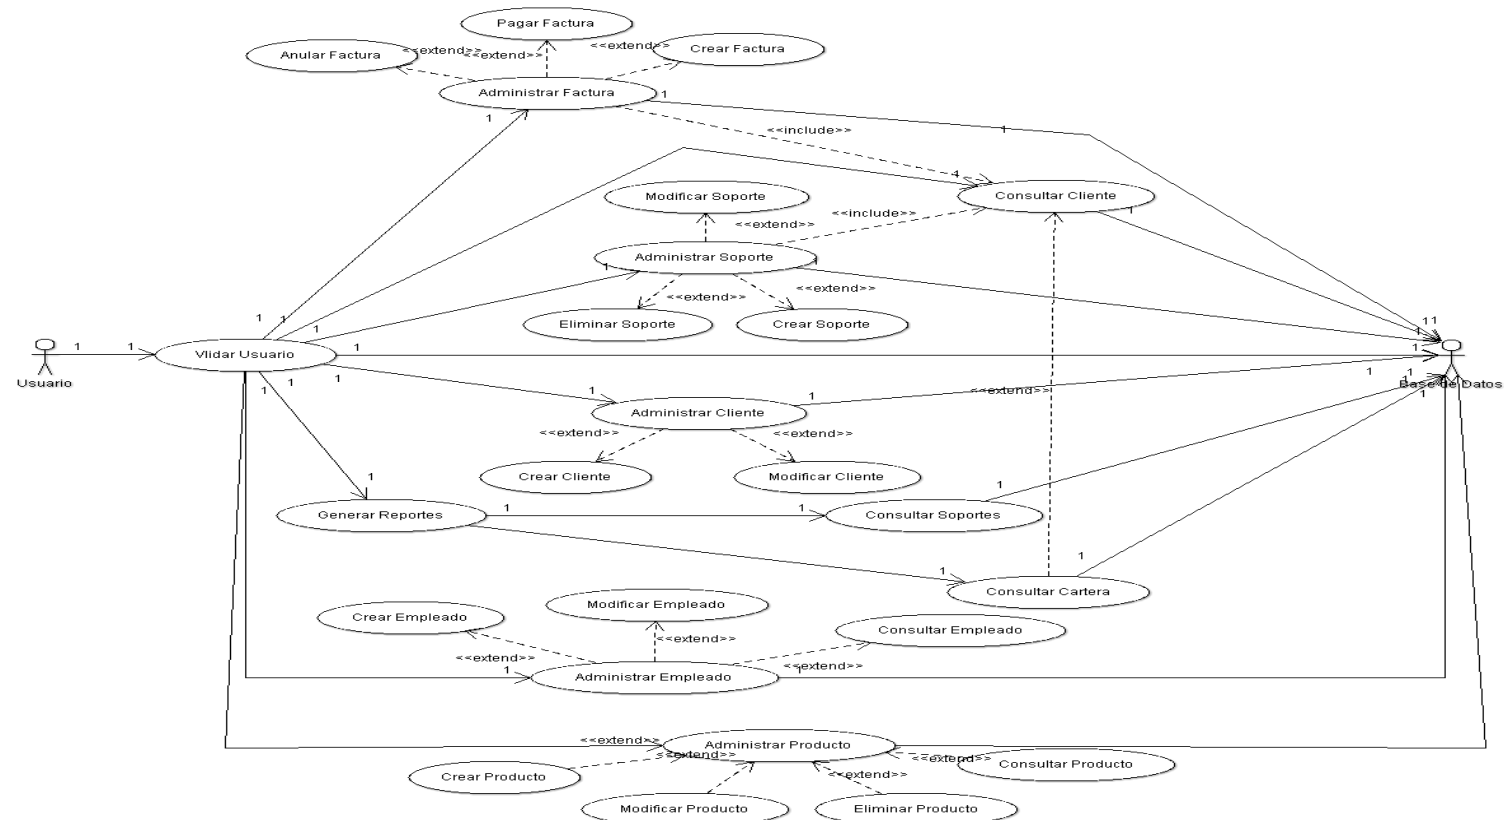 Pagar Factura
Anular Factura
<<extend>>
<<extend>>
<<extend>>
Crear Factura
Administrar Factura
1
1
1
<<include>>
1
Consultar Cliente
Modificar Soporte
<<include>>
1
<<extend>>
Administrar Soporte
1
1
<<extend>>
<<extend>>
Eliminar Soporte
Crear Soporte
1
1
1
1 1
1
Usuario
1
1
Vlidar Usuario
1
1
Base de Datos
1
1
1
1
1
1
1
1
1
<<extend>>
Administrar Cliente
<<extend>>
<<extend>>
Crear Cliente
Modificar Cliente
1
1
Generar Reportes
1
1
Consultar Soportes
1
1
Consultar Cartera
Modificar Empleado
Crear Empleado
Consultar Empleado
<<extend>>
<<extend>>
<<extend>>
1
Administrar Empleado
1
<<extend>>
Administrar Producto
<<extend>>
<<extend>>
Consultar Producto
Crear Producto
<<extend>>
Modificar Producto
Eliminar Producto